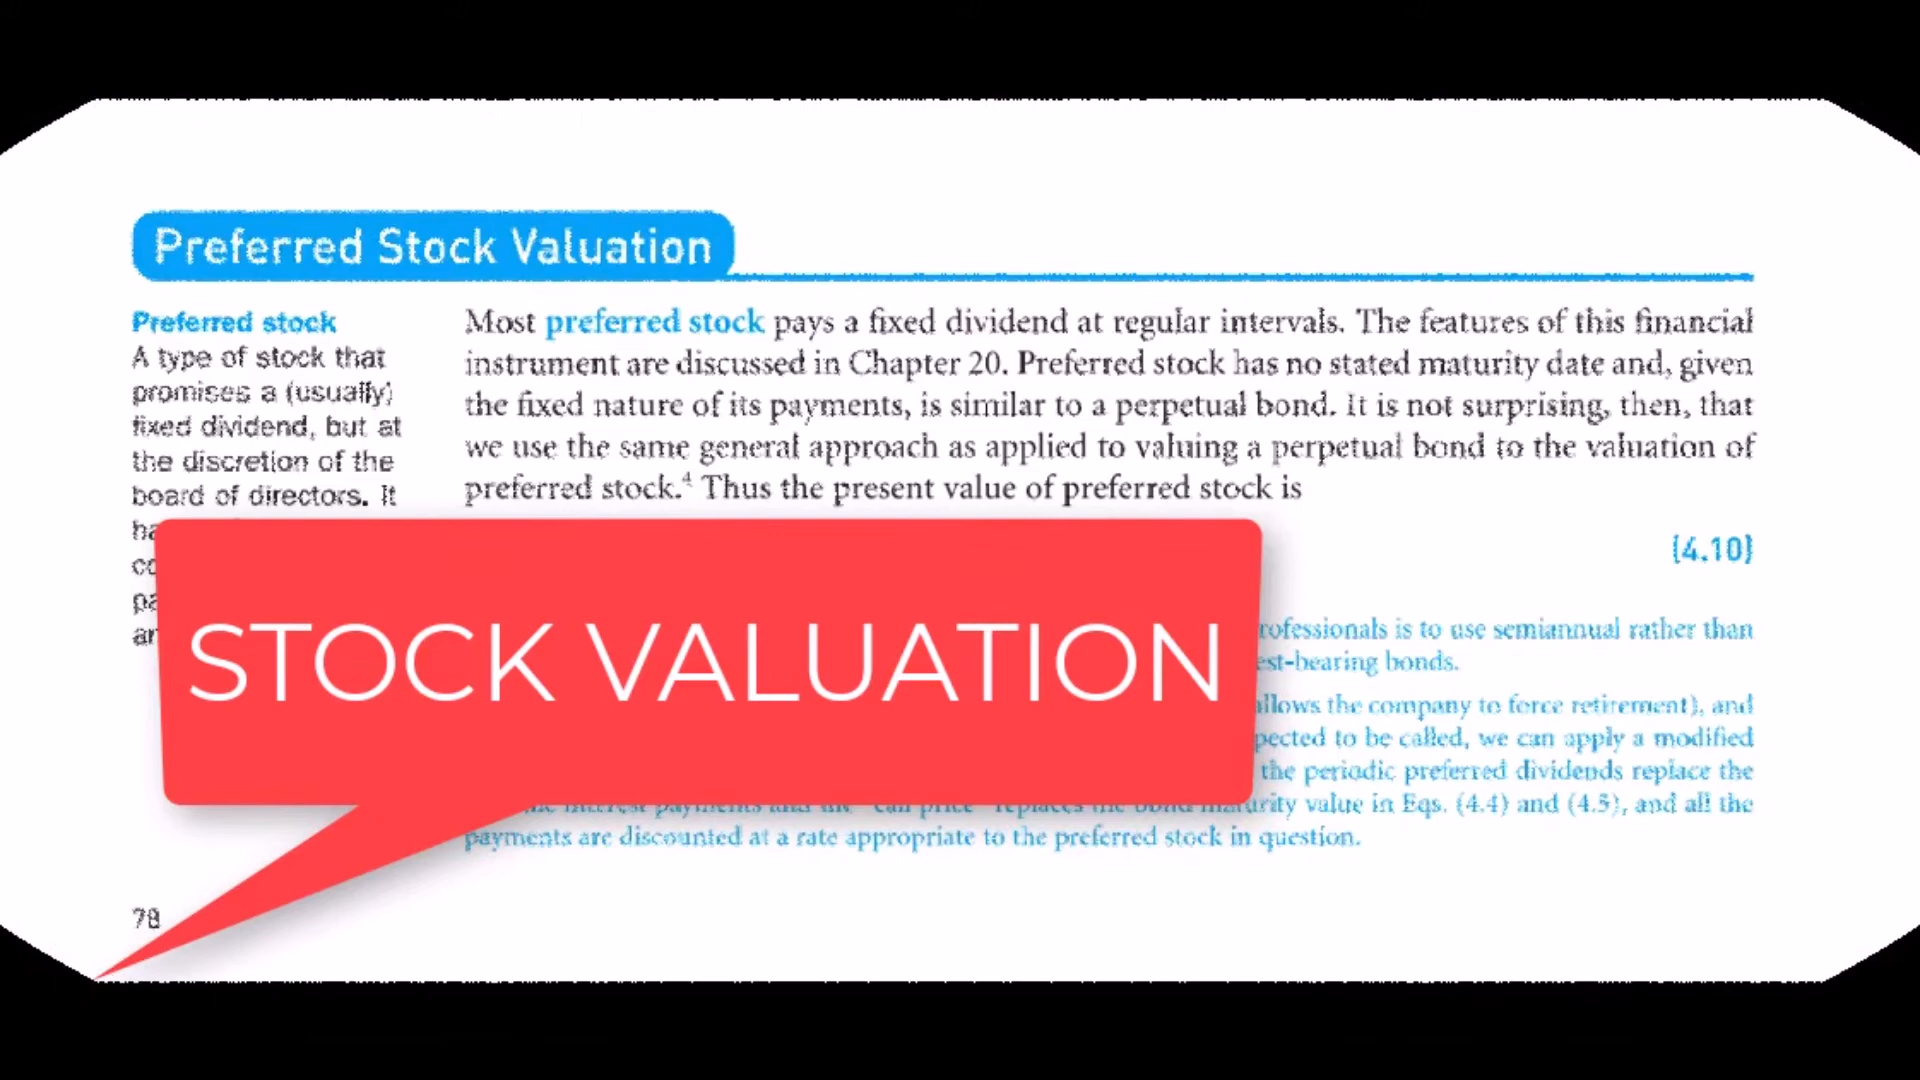 Preferred Stock Valuation
Preferred stock
A type of stock that
promises a (usually)
fixed dividend, but at
the discretion of the
board of directors. It
Most preferred stock pays a fixed dividend at regular intervals. The features of this financial
instrument are discussed in Chapter 20. Preferred stock has no stated maturity date and, given
the fixed nature of its payments, is similar to a perpetual bond. It is not surprising, then, that
we use the same general approach as applied to valuing a perpetual bond to the valuation of
preferred stock.⁴ Thus the present value of preferred stock is
(4.10)
STOCK VALUATION
is to use semiannual rather than
bonds.
the company to force retirement), and
to be called, we can apply a modified
the periodic preferred dividends replace the
value in Eqs. (4.4) and (4.5), and all the
payments are discounted at a rate appropriate to the preferred stock in question.
78